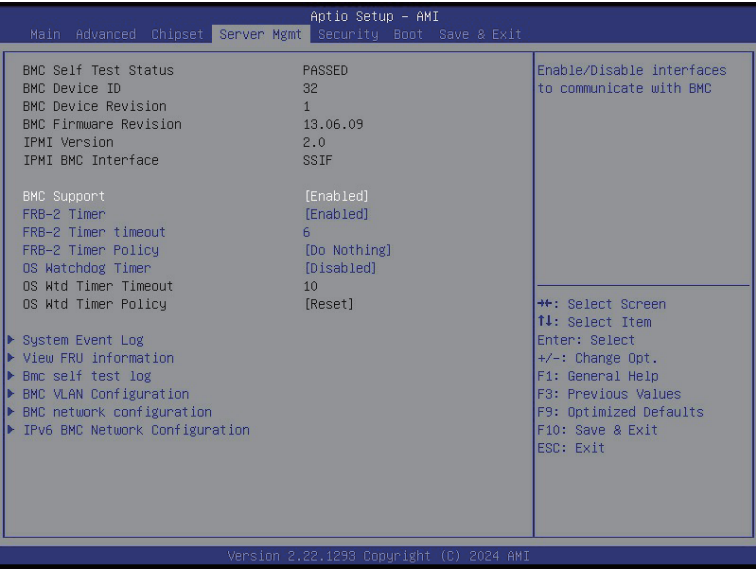 Aptio Setup - AMI
Main Advanced Chipset Server Mgmt Security Boot Save & Exit
BMC Self Test Status PASSED
BMC Device ID 32
BMC Device Revision 1
BMC Firmware Revision 13.06.09
IPMI Version 2.0
IPMI BMC Interface SSIF
BMC Support [Enabled]
FRB-2 Timer [Enabled]
FRB-2 Timer timeout 6
FRB-2 Timer Policy [Do Nothing]
OS Watchdog Timer [Disabled]
OS Wtd Timer Timeout 10
OS Wtd Timer Policy [Reset]
▶ System Event Log
▶ View FRU information
▶ Bmc self test log
▶ BMC VLAN Configuration
▶ BMC network configuration
▶ IPv6 BMC Network Configuration
Enable/Disable interfaces
to communicate with BMC
→←: Select Screen
↑↓: Select Item
Enter: Select
+/-: Change Opt.
F1: General Help
F3: Previous Values
F9: Optimized Defaults
F10: Save & Exit
ESC: Exit
Version 2.22.1293 Copyright (C) 2024 AMI